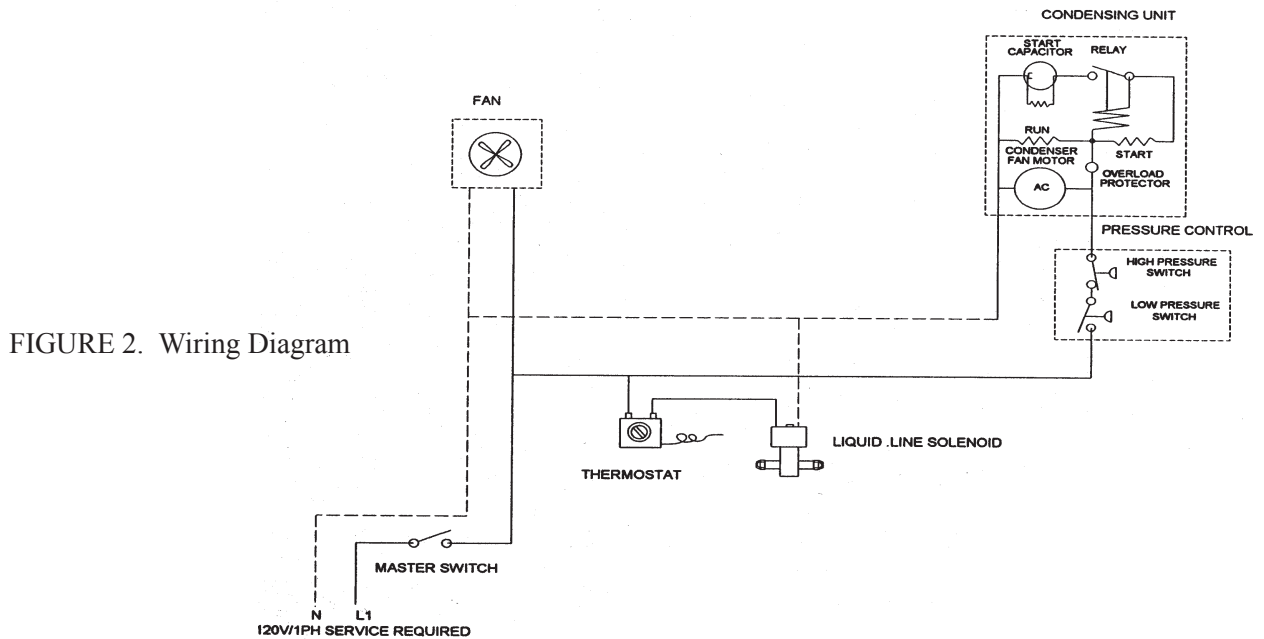 CONDENSING UNIT
START
CAPACITOR
RELAY
FAN
RUN
CONDENSER
FAN MOTOR
START
AC
OVERLOAD
PROTECTOR
PRESSURE CONTROL
HIGH PRESSURE
SWITCH
LOW PRESSURE
SWITCH
FIGURE 2. Wiring Diagram
LIQUID .LINE SOLENOID
THERMOSTAT
MASTER SWITCH
N L1
120V/1PH SERVICE REQUIRED